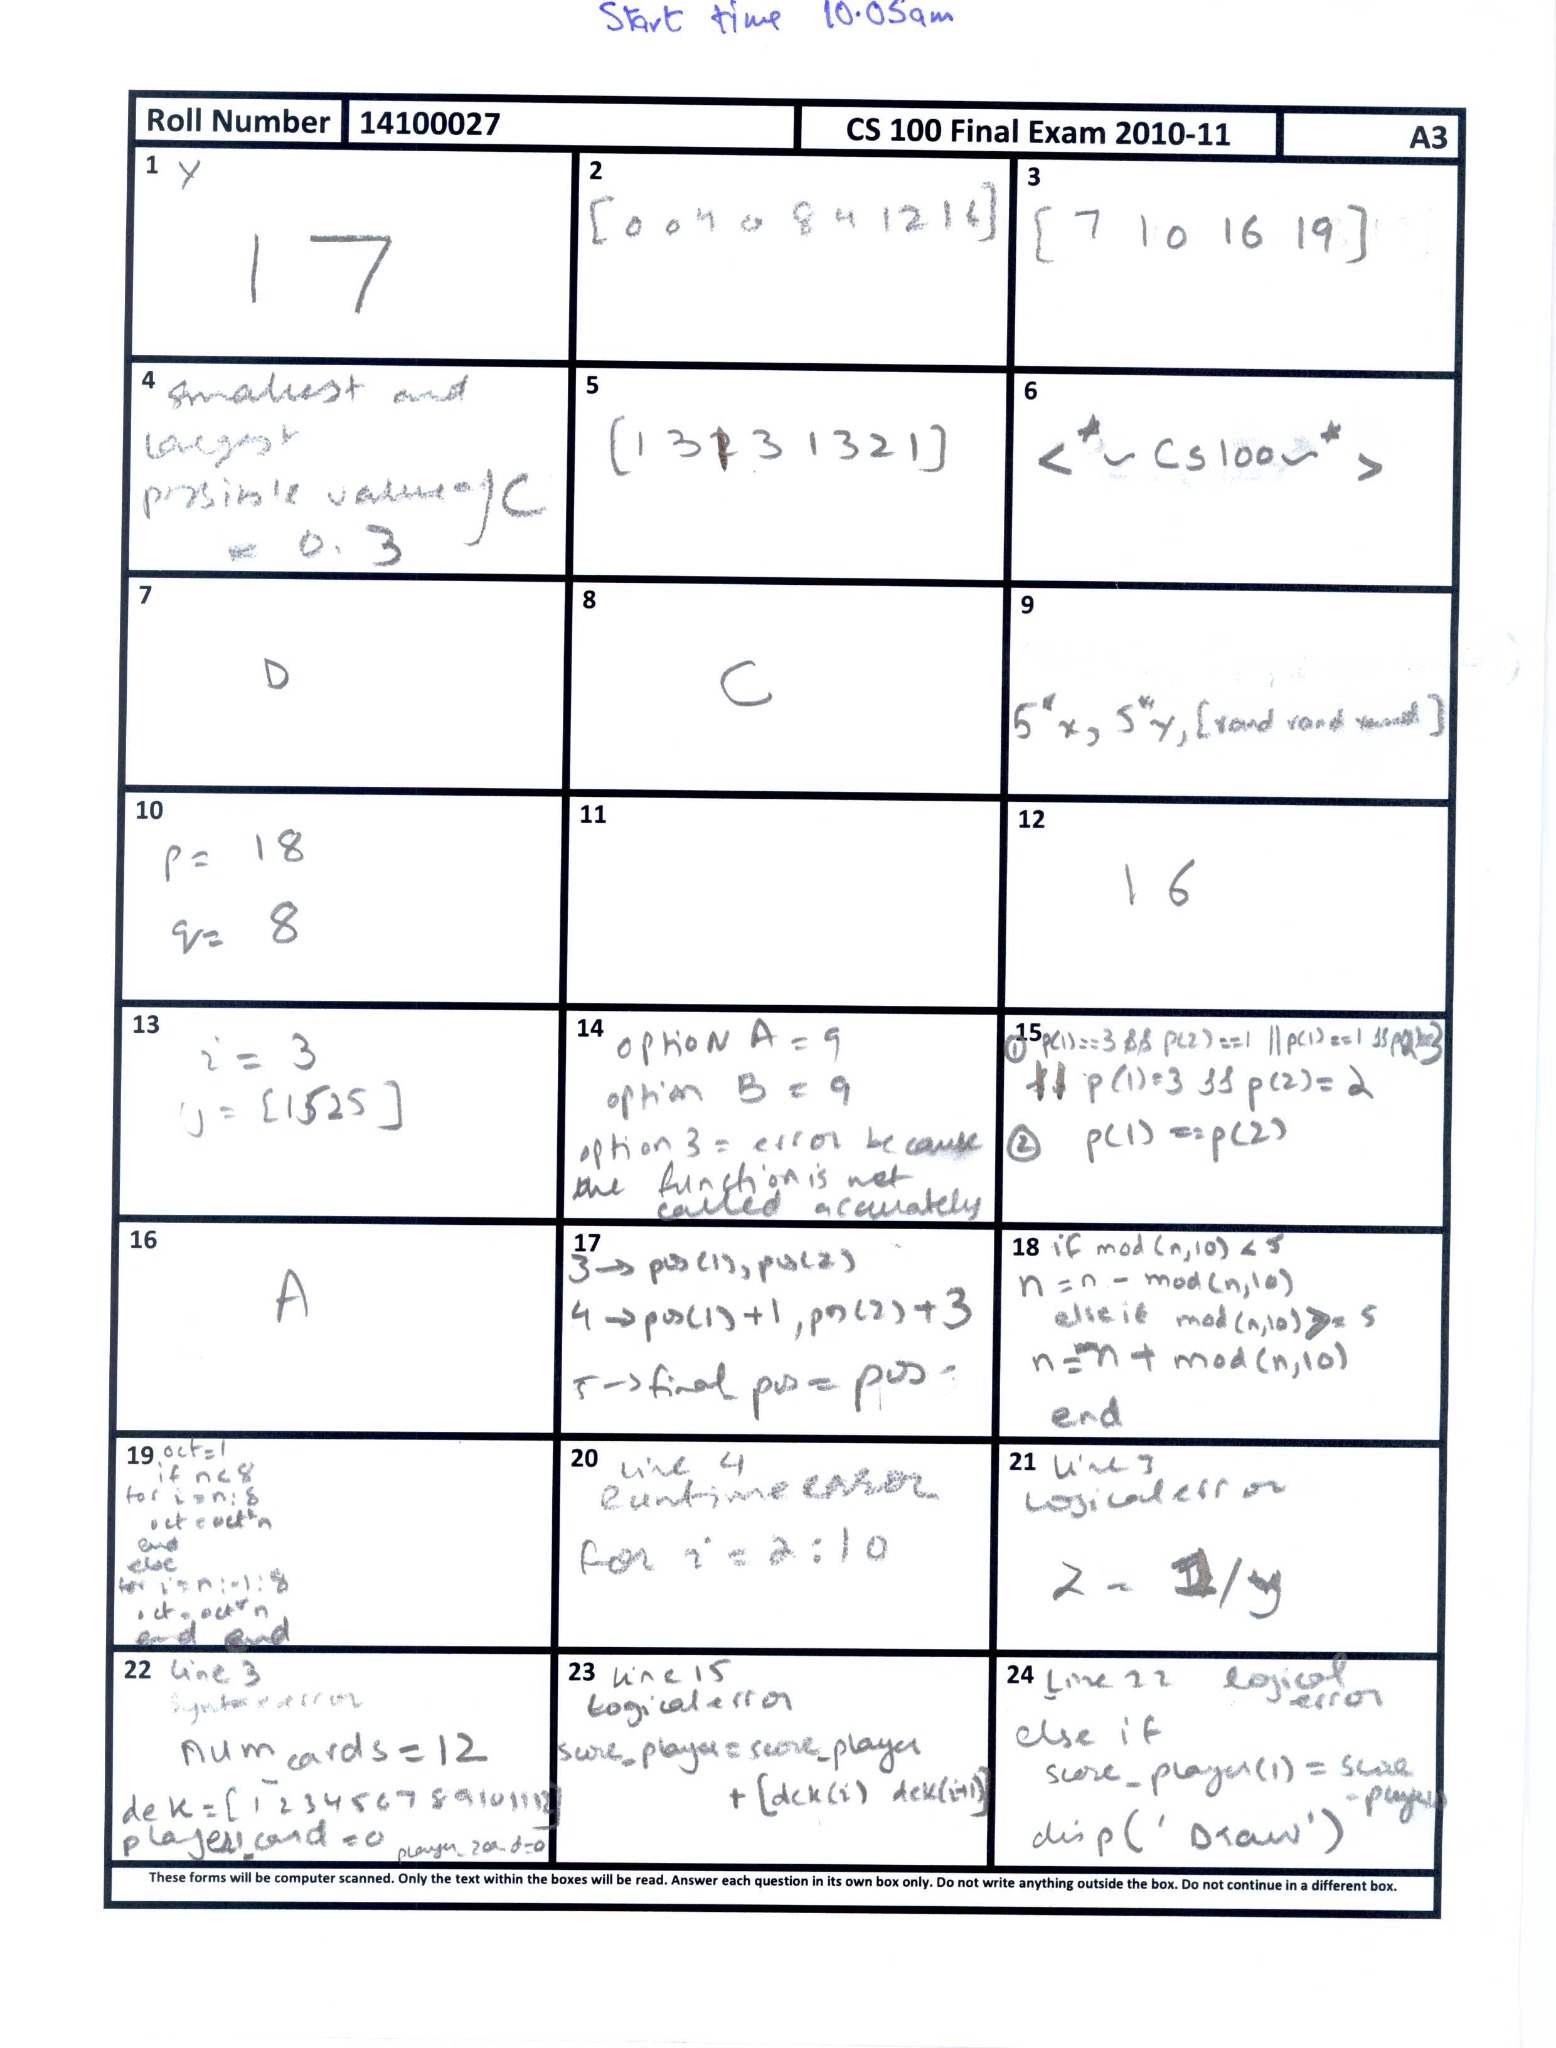 Start time 10.05am
Roll Number 14100027 CS 100 Final Exam 2010-11 A3
1 Y
17
2
[0 0 4 0 8 4 12 16]
3
[7 10 16 19]
4 smallest and
largest
possible value of C
= 0.3
5
[1 3 1 3 1 3 2 1]
6
<*~CS100~*>
7
D
8
C
9
5*x, 5*y, [rand rand rand]
10
p= 18
q= 8
11
12
16
13
i = 3
y = [1525]
14 option A = 9
option B = 9
option 3 = error because
the function is not
called accurately
15
① p(1)==3 && p(2)==1 || p(1)==1 &&
|| p(1)=3 && p(2)=2
② p(1)==p(2)
16
A
17
3→ pos(1), pos(2)
4→pos(1)+1, pos(2)+3
5→final pos = pos
18 if mod(n,10) < 5
n=n - mod(n,10)
else if mod(n,10)>= 5
n=n + mod(n,10)
end
19 oct=1
if n<8
for i=n:8
oct=oct*n
end
else
for i=n:-1:8
oct=oct*n
end end
20 Line 4
Runtime error
for i = 2:10
21 Line 3
Logical error
2 - 1/y
22 line 3
Syntax error
num_cards=12
dek=[1 2 3 4 5 6 7 8 9 10 11 12]
player1_card=0
23 line 15
Logical error
score_player=score_player
+[dck(i) dck(i+1)]
24 Line 22 logical
error
else if
score_player(1) = score
disp('Draw')
These forms will be computer scanned. Only the text within the boxes will be read. Answer each question in its own box only. Do not write anything outside the box. Do not continue in a different box.